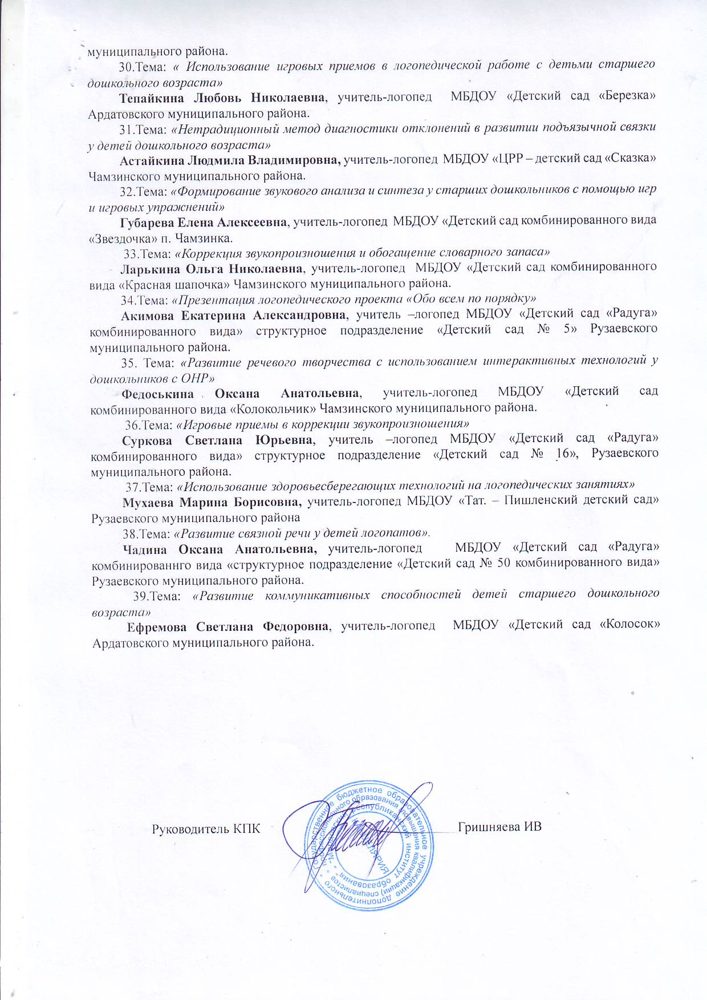 муниципального района.
30.Тема: « Использование игровых приемов в логопедической работе с детьми старшего
дошкольного возраста»
Тепайкина Любовь Николаевна, учитель-логопед МБДОУ «Детский сад «Березка»
Ардатовского муниципального района.
31.Тема: «Нетрадиционный метод диагностики отклонений в развитии подъязычной связки
у детей дошкольного возраста»
Астайкина Людмила Владимировна, учитель-логопед МБДОУ «ЦРР – детский сад «Сказка»
Чамзинского муниципального района.
32.Тема: «Формирование звукового анализа и синтеза у старших дошкольников с помощью игр
и игровых упражнений»
Губарева Елена Алексеевна, учитель-логопед МБДОУ «Детский сад комбинированного вида
«Звездочка» п. Чамзинка.
33.Тема: «Коррекция звукопроизношения и обогащение словарного запаса»
Ларькина Ольга Николаевна, учитель-логопед МБДОУ «Детский сад комбинированного
вида «Красная шапочка» Чамзинского муниципального района.
34.Тема: «Презентация логопедического проекта «Обо всем по порядку»
Акимова Екатерина Александровна, учитель –логопед МБДОУ «Детский сад «Радуга»
комбинированного вида» структурное подразделение «Детский сад № 5» Рузаевского
муниципального района.
35. Тема: «Развитие речевого творчества с использованием интерактивных технологий у
дошкольников с ОНР»
Федоськина Оксана Анатольевна, учитель-логопед МБДОУ «Детский сад
комбинированного вида «Колокольчик» Чамзинского муниципального района.
36.Тема: «Игровые приемы в коррекции звукопроизношения»
Суркова Светлана Юрьевна, учитель –логопед МБДОУ «Детский сад «Радуга»
комбинированного вида» структурное подразделение «Детский сад № 16», Рузаевского
муниципального района.
37.Тема: «Использование здоровьесберегающих технологий на логопедических занятиях»
Мухаева Марина Борисовна, учитель-логопед МБДОУ «Тат. – Пишленский детский сад»
Рузаевского муниципального района
38.Тема: «Развитие связной речи у детей логопатов».
Чадина Оксана Анатольевна, учитель-логопед МБДОУ «Детский сад «Радуга»
комбинированнго вида «структурное подразделение «Детский сад № 50 комбинированного вида»
Рузаевского муниципального района.
39.Тема: «Развитие коммуникативных способностей детей старшего дошкольного
возраста»
Ефремова Светлана Федоровна, учитель-логопед МБДОУ «Детский сад «Колосок»
Ардатовского муниципального района.
Руководитель КПК Гришняева ИВ
Государственное бюджетное образовательное учреждение дополнительного
профессионального образования (повышения квалификации) специалистов
"Мордовский республиканский институт образования"